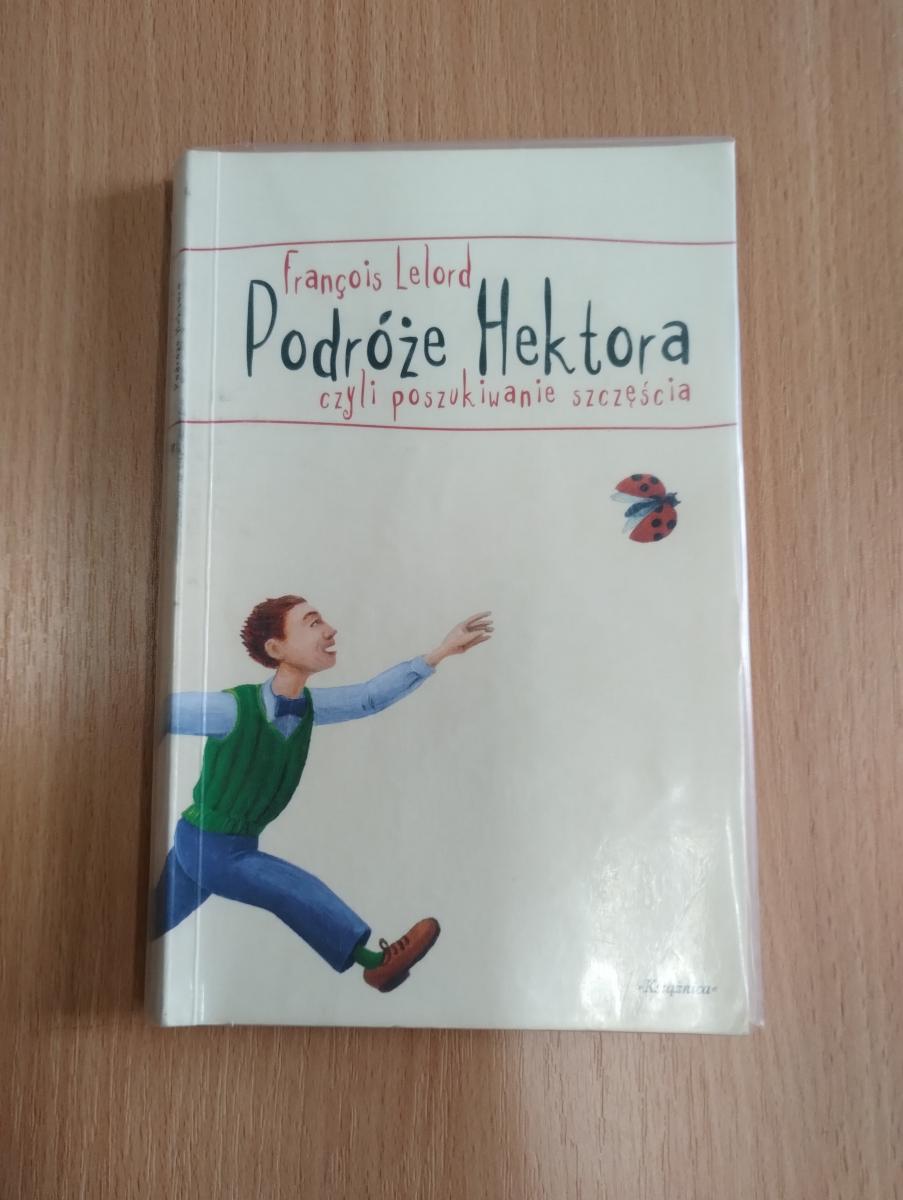 François Lelord
Podróże Hektora
czyli poszukiwanie szczęścia
«Książnica»